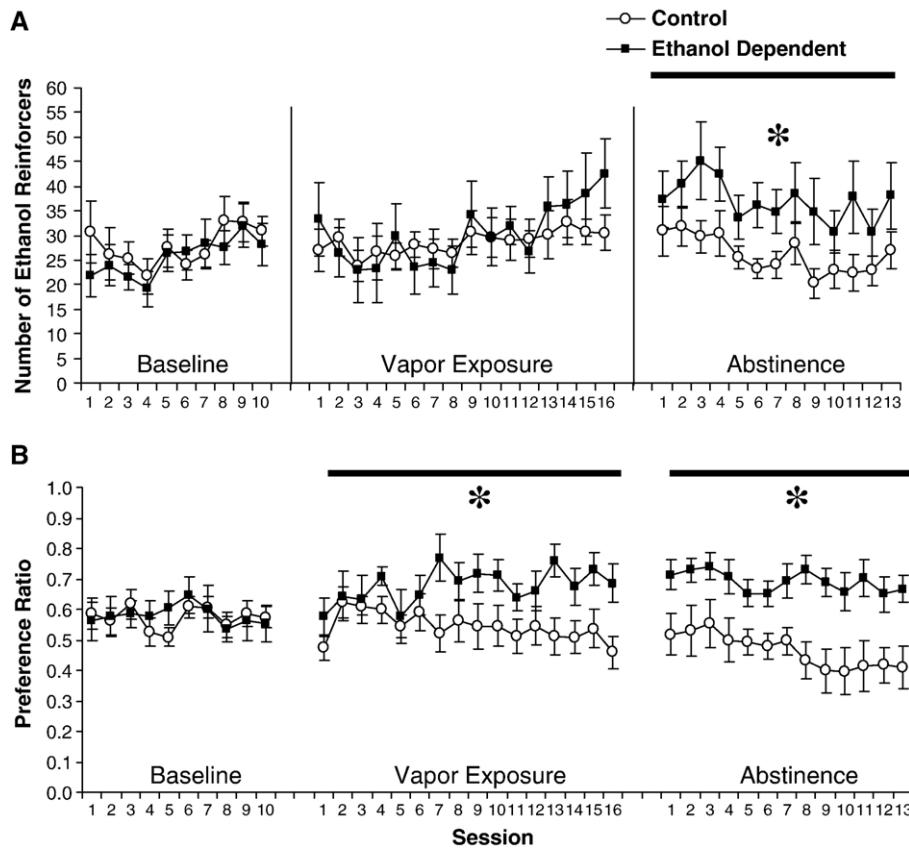 A
Control
Ethanol Dependent
Number of Ethanol Reinforcers
60
55
50
45
40
35
30
25
20
15
10
5
0
*
Baseline
Vapor Exposure
Abstinence
1 2 3 4 5 6 7 8 9 10
1 2 3 4 5 6 7 8 9 10 11 12 13 14 15 16
1 2 3 4 5 6 7 8 9 10 11 12 13
B
Preference Ratio
1.0
0.9
0.8
0.7
0.6
0.5
0.4
0.3
0.2
0.1
0.0
*
*
Baseline
Vapor Exposure
Abstinence
1 2 3 4 5 6 7 8 9 10
1 2 3 4 5 6 7 8 9 10 11 12 13 14 15 16
1 2 3 4 5 6 7 8 9 10 11 12 13
Session